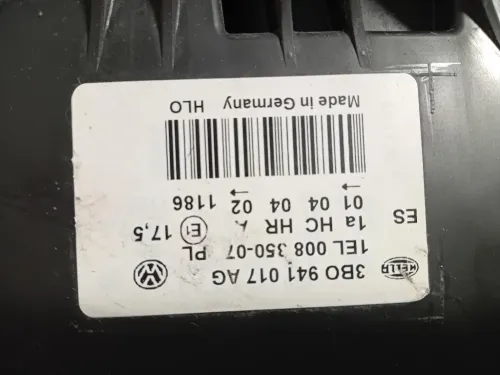 HELLA 3BO 941 017 AG
1EL 008 350-07 PL
ES 1a HC HR E1 17,5
→ 01 04 04 02 → 1186
Made in Germany HLO